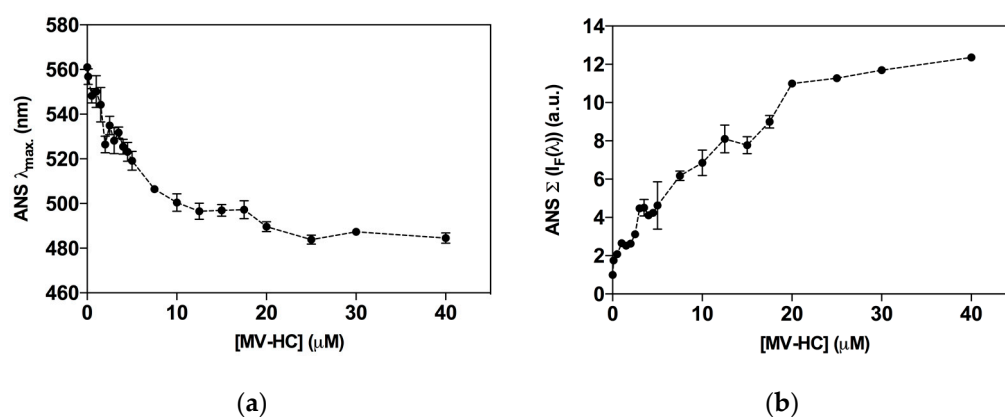 580
560
540
520
500
480
460
ANS λmax. (nm)
0 10 20 30 40
[MV-HC] (μM)
(a)
14
12
10
8
6
4
2
0
ANS Σ (IF(λ)) (a.u.)
0 10 20 30 40
[MV-HC] (μM)
(b)